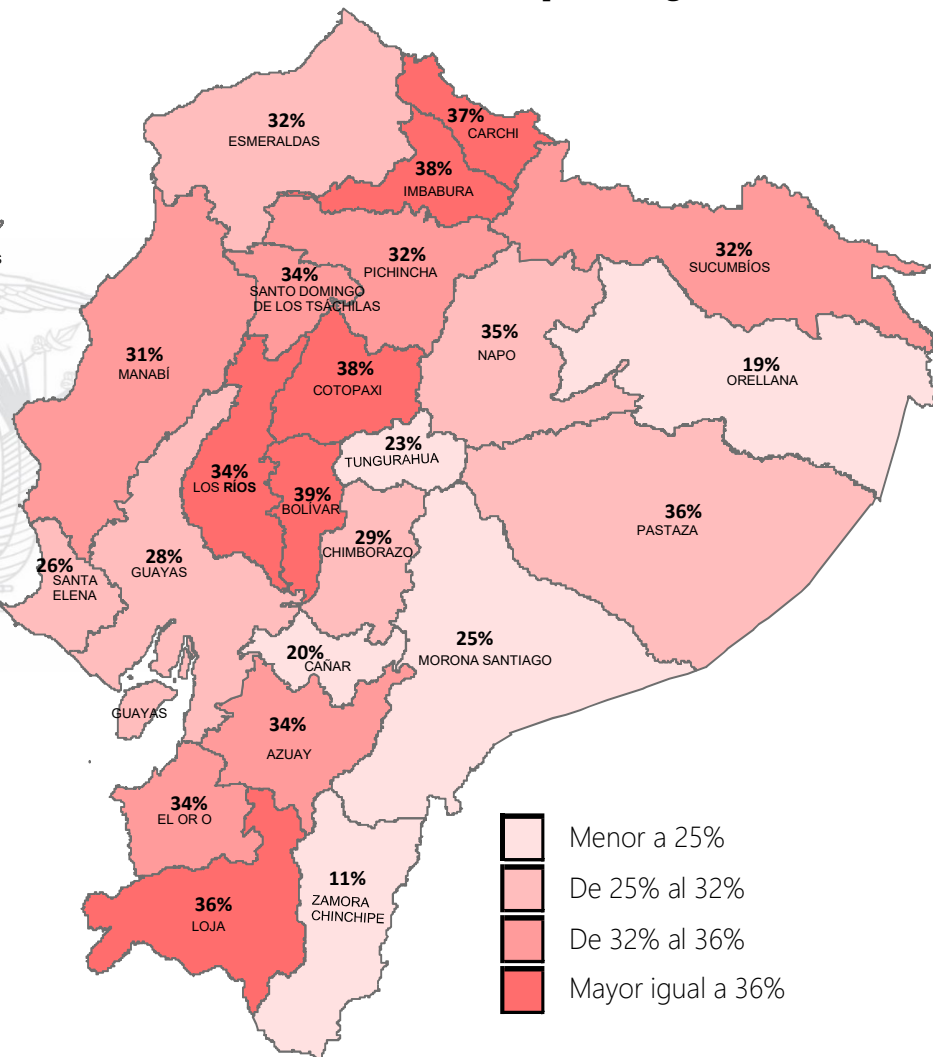 32%
ESMERALDAS
37%
CARCHI
38%
IMBABURA
32%
SUCUMBÍOS
32%
PICHINCHA
34%
SANTO DOMINGO
DE LOS TSÁCHILAS
35%
NAPO
31%
MANABÍ
38%
COTOPAXI
19%
ORELLANA
23%
TUNGURAHUA
34%
LOS RÍOS
39%
BOLÍVAR
36%
PASTAZA
29%
CHIMBORAZO
28%
GUAYAS
26%
SANTA
ELENA
25%
MORONA SANTIAGO
20%
CAÑAR
GUAYAS
34%
AZUAY
34%
EL OR O
11%
ZAMORA
CHINCHIPE
36%
LOJA
Menor a 25%
De 25% al 32%
De 32% al 36%
Mayor igual a 36%